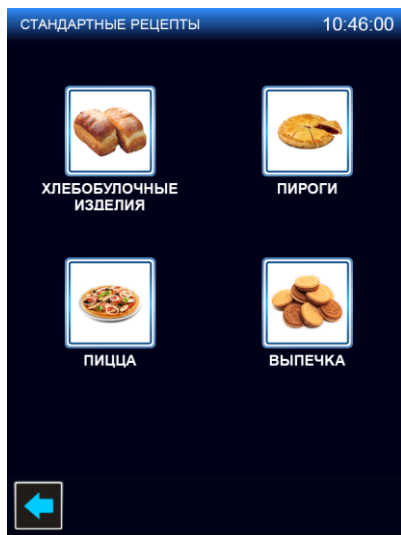 СТАНДАРТНЫЕ РЕЦЕПТЫ 10:46:00
ХЛЕБОБУЛОЧНЫЕ
ИЗДЕЛИЯ
ПИРОГИ
ПИЦЦА
ВЫПЕЧКА